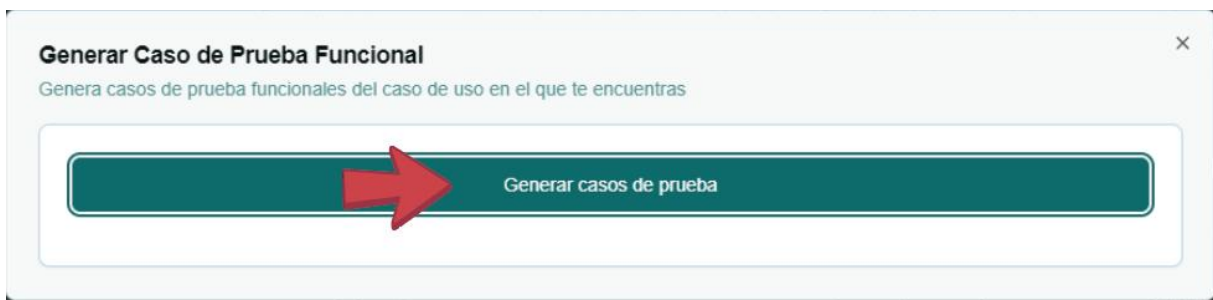 Generar Caso de Prueba Funcional
Genera casos de prueba funcionales del caso de uso en el que te encuentras
Generar casos de prueba